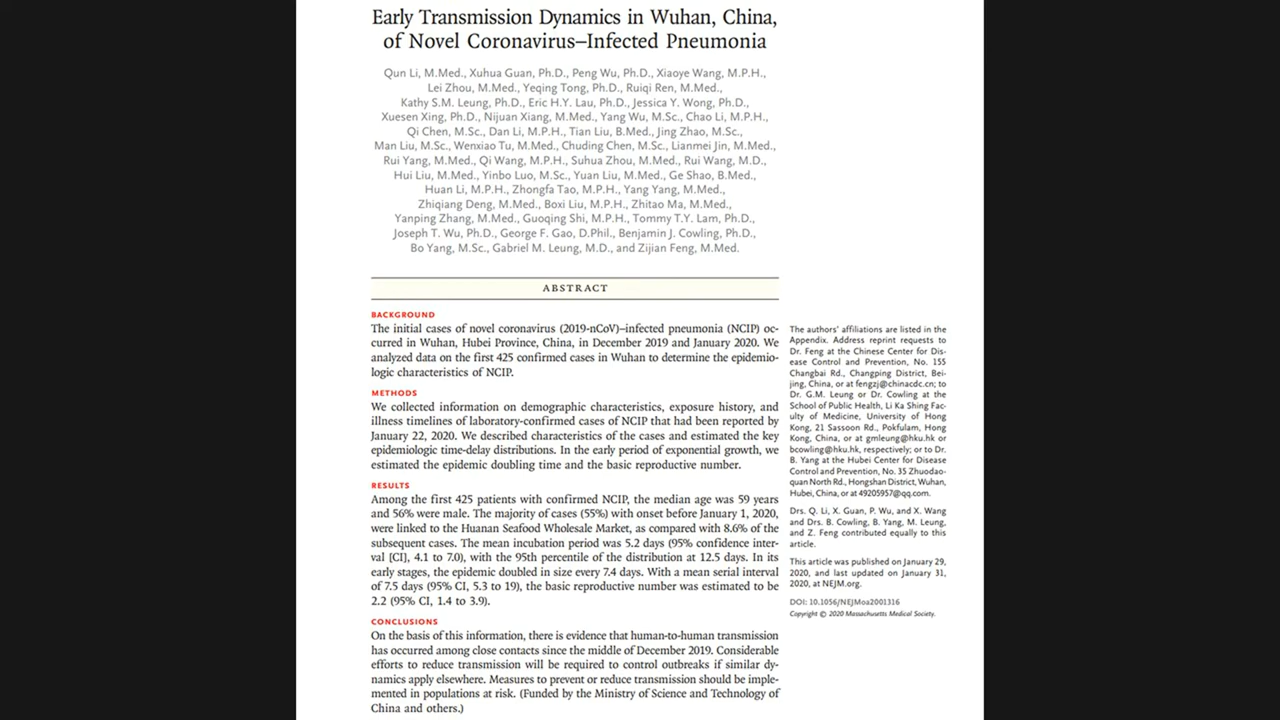 Early Transmission Dynamics in Wuhan, China,
of Novel Coronavirus–Infected Pneumonia
Qun Li, M.Med., Xuhua Guan, Ph.D., Peng Wu, Ph.D., Xiaoye Wang, M.P.H.,
Lei Zhou, M.Med., Yeqing Tong, Ph.D., Ruiqi Ren, M.Med.,
Kathy S.M. Leung, Ph.D., Eric H.Y. Lau, Ph.D., Jessica Y. Wong, Ph.D.,
Xuesen Xing, Ph.D., Nijuan Xiang, M.Med., Yang Wu, M.Sc., Chao Li, M.P.H.,
Qi Chen, M.Sc., Dan Li, M.P.H., Tian Liu, B.Med., Jing Zhao, M.Sc.,
Man Liu, M.Sc., Wenxiao Tu, M.Med., Chuding Chen, M.Sc., Lianmei Jin, M.Med.,
Rui Yang, M.Med., Qi Wang, M.P.H., Suhua Zhou, M.Med., Rui Wang, M.D.,
Hui Liu, M.Med., Yinbo Luo, M.Sc., Yuan Liu, M.Med., Ge Shao, B.Med.,
Huan Li, M.P.H., Zhongfa Tao, M.P.H., Yang Yang, M.Med.,
Zhiqiang Deng, M.Med., Boxi Liu, M.P.H., Zhitao Ma, M.Med.,
Yanping Zhang, M.Med., Guoqing Shi, M.P.H., Tommy T.Y. Lam, Ph.D.,
Joseph T. Wu, Ph.D., George F. Gao, D.Phil., Benjamin J. Cowling, Ph.D.,
Bo Yang, M.Sc., Gabriel M. Leung, M.D., and Zijian Feng, M.Med.
ABSTRACT
BACKGROUND
The initial cases of novel coronavirus (2019-nCoV)–infected pneumonia (NCIP) oc-
curred in Wuhan, Hubei Province, China, in December 2019 and January 2020. We
analyzed data on the first 425 confirmed cases in Wuhan to determine the epidemio-
logic characteristics of NCIP.
METHODS
We collected information on demographic characteristics, exposure history, and
illness timelines of laboratory-confirmed cases of NCIP that had been reported by
January 22, 2020. We described characteristics of the cases and estimated the key
epidemiologic time-delay distributions. In the early period of exponential growth, we
estimated the epidemic doubling time and the basic reproductive number.
RESULTS
Among the first 425 patients with confirmed NCIP, the median age was 59 years
and 56% were male. The majority of cases (55%) with onset before January 1, 2020,
were linked to the Huanan Seafood Wholesale Market, as compared with 8.6% of the
subsequent cases. The mean incubation period was 5.2 days (95% confidence inter-
val [CI], 4.1 to 7.0), with the 95th percentile of the distribution at 12.5 days. In its
early stages, the epidemic doubled in size every 7.4 days. With a mean serial interval
of 7.5 days (95% CI, 5.3 to 19), the basic reproductive number was estimated to be
2.2 (95% CI, 1.4 to 3.9).
CONCLUSIONS
On the basis of this information, there is evidence that human-to-human transmission
has occurred among close contacts since the middle of December 2019. Considerable
efforts to reduce transmission will be required to control outbreaks if similar dy-
namics apply elsewhere. Measures to prevent or reduce transmission should be imple-
mented in populations at risk. (Funded by the Ministry of Science and Technology of
China and others.)
The authors' affiliations are listed in the
Appendix. Address reprint requests to
Dr. Feng at the Chinese Center for Dis-
ease Control and Prevention, No. 155
Changbai Rd., Changping District, Bei-
jing, China, or at fengzj@chinacdc.cn; to
Dr. G.M. Leung or Dr. Cowling at the
School of Public Health, Li Ka Shing Fac-
ulty of Medicine, University of Hong
Kong, 21 Sassoon Rd., Pokfulam, Hong
Kong, China, or at gmleung@hku.hk or
bcowling@hku.hk, respectively; or to Dr.
B. Yang at the Hubei Center for Disease
Control and Prevention, No. 35 Zhuodao-
quan North Rd., Hongshan District, Wuhan,
Hubei, China, or at 49205957@qq.com.
Drs. Q. Li, X. Guan, P. Wu, and X. Wang
and Drs. B. Cowling, B. Yang, M. Leung,
and Z. Feng contributed equally to this
article.
This article was published on January 29,
2020, and last updated on January 31,
2020, at NEJM.org.
DOI: 10.1056/NEJMoa2001316
Copyright © 2020 Massachusetts Medical Society.